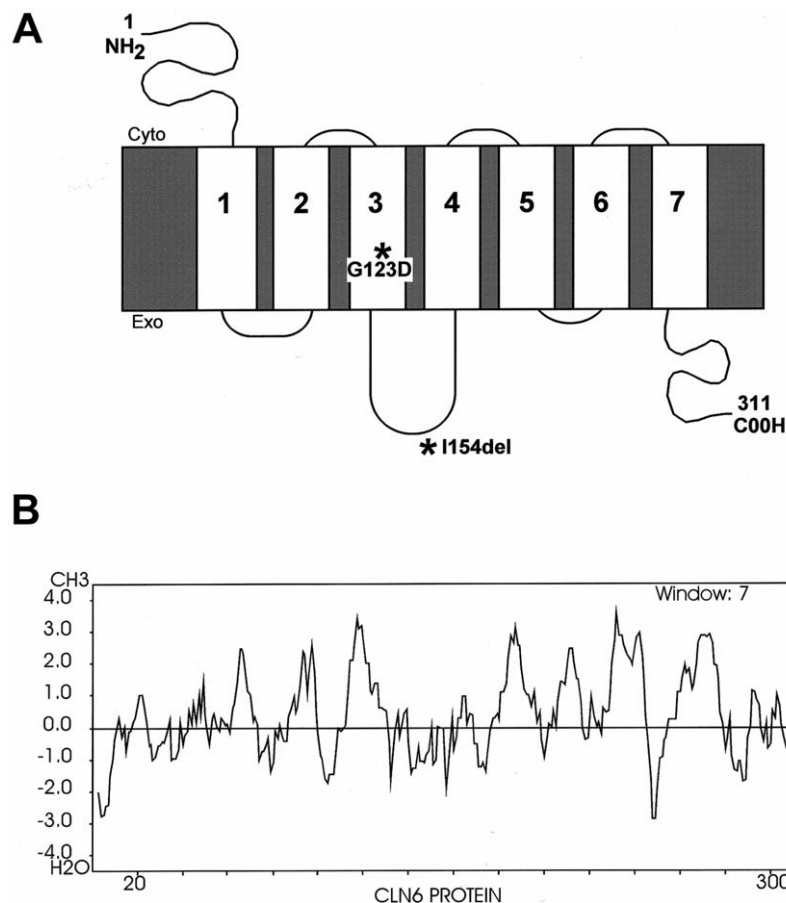 A
1
NH2
Cyto
1 2 3 4 5 6 7
*
G123D
Exo
311
C00H
* I154del
B
CH3
Window: 7
4.0
3.0
2.0
1.0
0.0
-1.0
-2.0
-3.0
-4.0
H2O
20 300
CLN6 PROTEIN